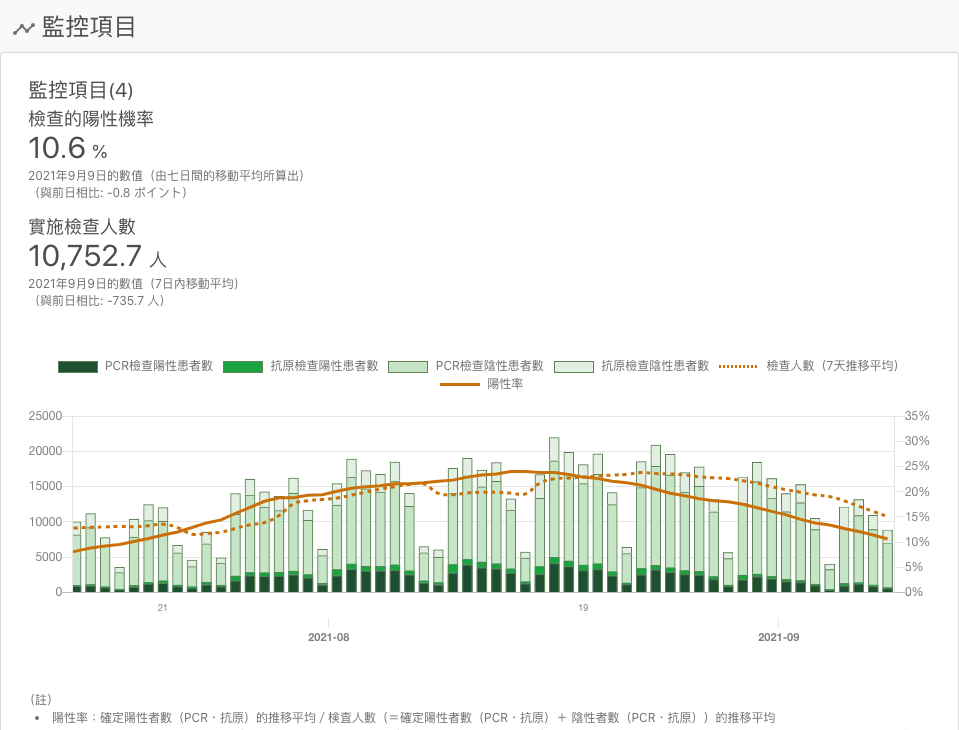 監控項目
監控項目(4)
檢查的陽性機率
10.6 %
2021年9月9日的數值（由七日間的移動平均所算出）
（與前日相比: -0.8 ポイント）
實施檢查人數
10,752.7 人
2021年9月9日的數值（7日內移動平均）
（與前日相比: -735.7 人）
PCR檢查陽性患者數 抗原檢查陽性患者數 PCR檢查陰性患者數 抗原檢查陰性患者數 檢查人數（7天推移平均）
陽性率
25000 35%
30%
20000
25%
15000 20%
15%
10000
10%
5000
5%
0 0%
21 19
2021-08 2021-09
（註）
• 陽性率：確定陽性者數（PCR・抗原）的推移平均 / 検査人數（＝確定陽性者數（PCR・抗原）＋ 陰性者數（PCR・抗原））的推移平均